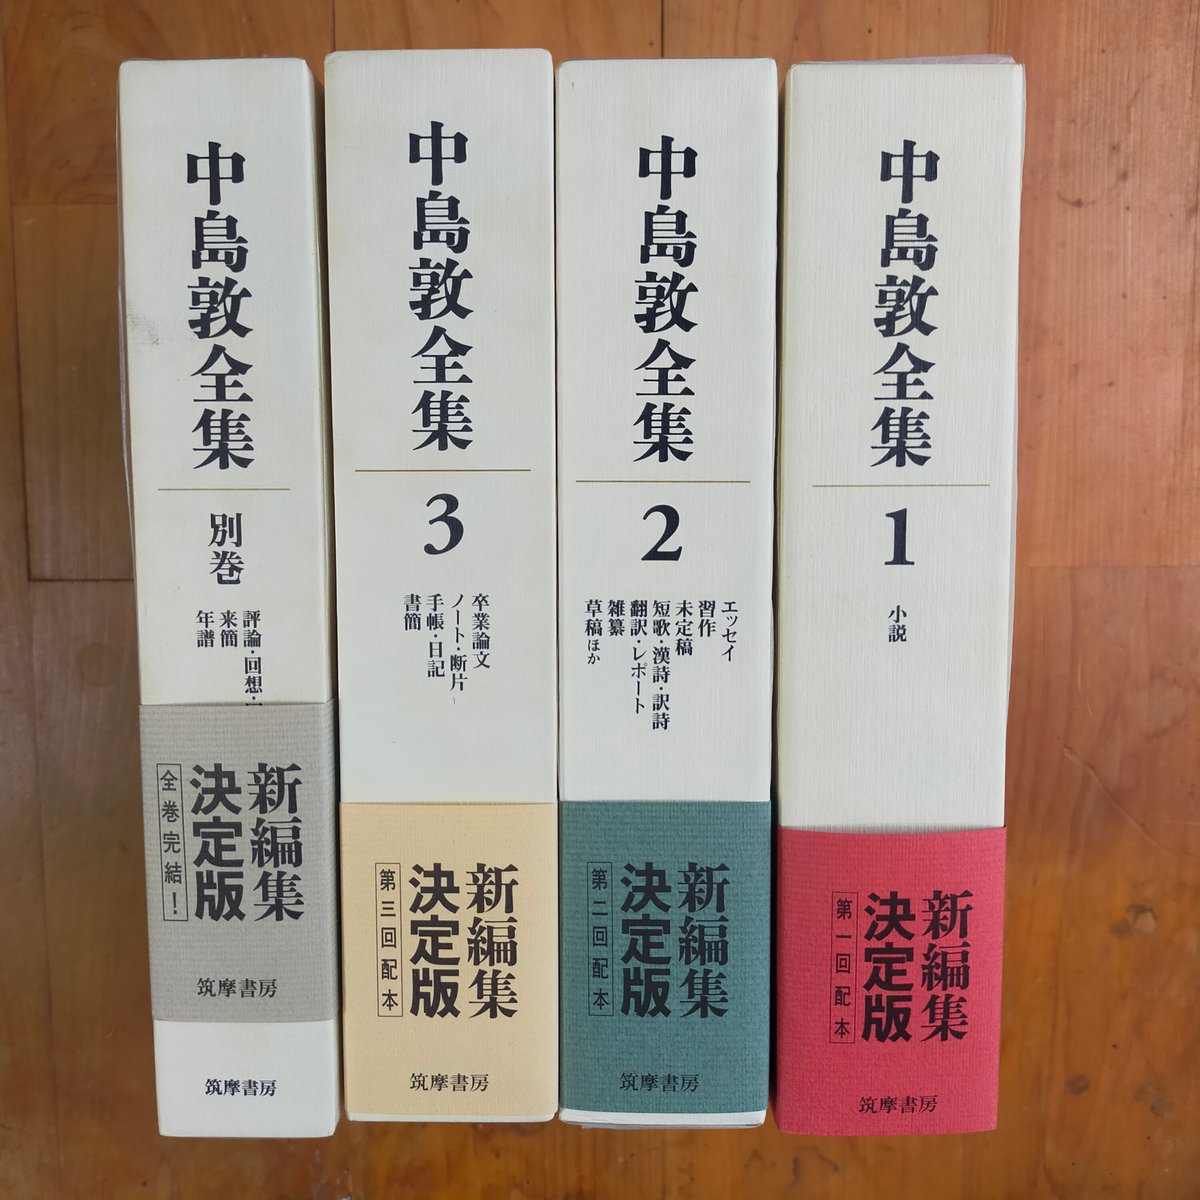 中島敦全集
1
小説
新編集
決定版
第一回配本
筑摩書房
中島敦全集
2
エッセイ
習作
未定稿
短歌・漢詩・訳詩
翻訳・レポート
雑纂
草稿ほか
新編集
決定版
第二回配本
筑摩書房
中島敦全集
3
卒業論文
ノート・断片
手帳・日記
書簡
新編集
決定版
第三回配本
筑摩書房
中島敦全集
別巻
評論・回想・
来簡
年譜
新編集
決定版
全巻完結！
筑摩書房
筑摩書房